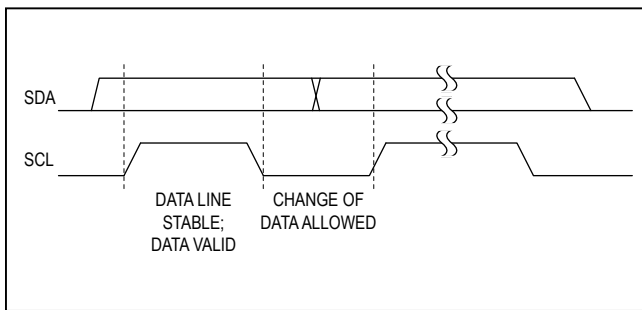 SDA
SCL
DATA LINE
STABLE;
DATA VALID
CHANGE OF
DATA ALLOWED